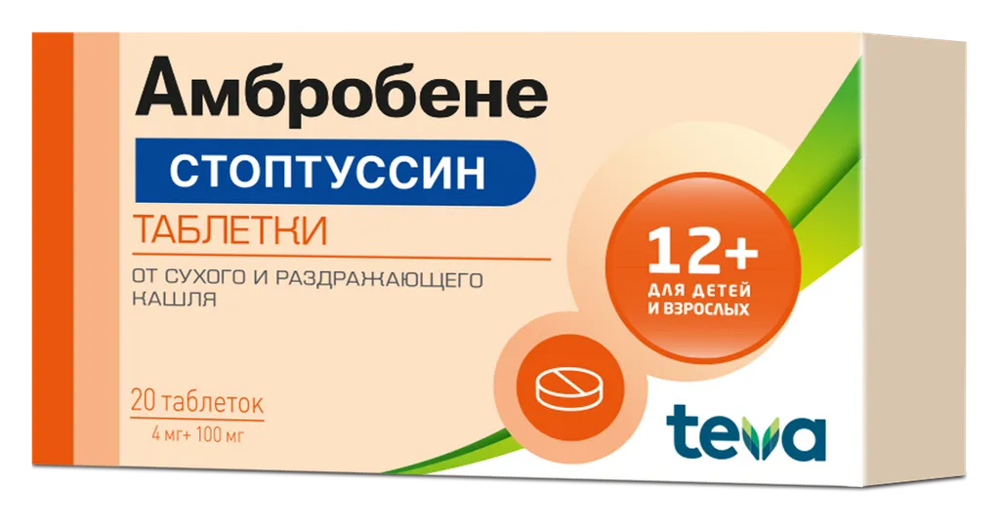 Амбробене
СТОПТУССИН
ТАБЛЕТКИ
ОТ СУХОГО И РАЗДРАЖАЮЩЕГО
КАШЛЯ
12+
ДЛЯ ДЕТЕЙ
И ВЗРОСЛЫХ
20 таблеток
4 мг+ 100 мг
teva